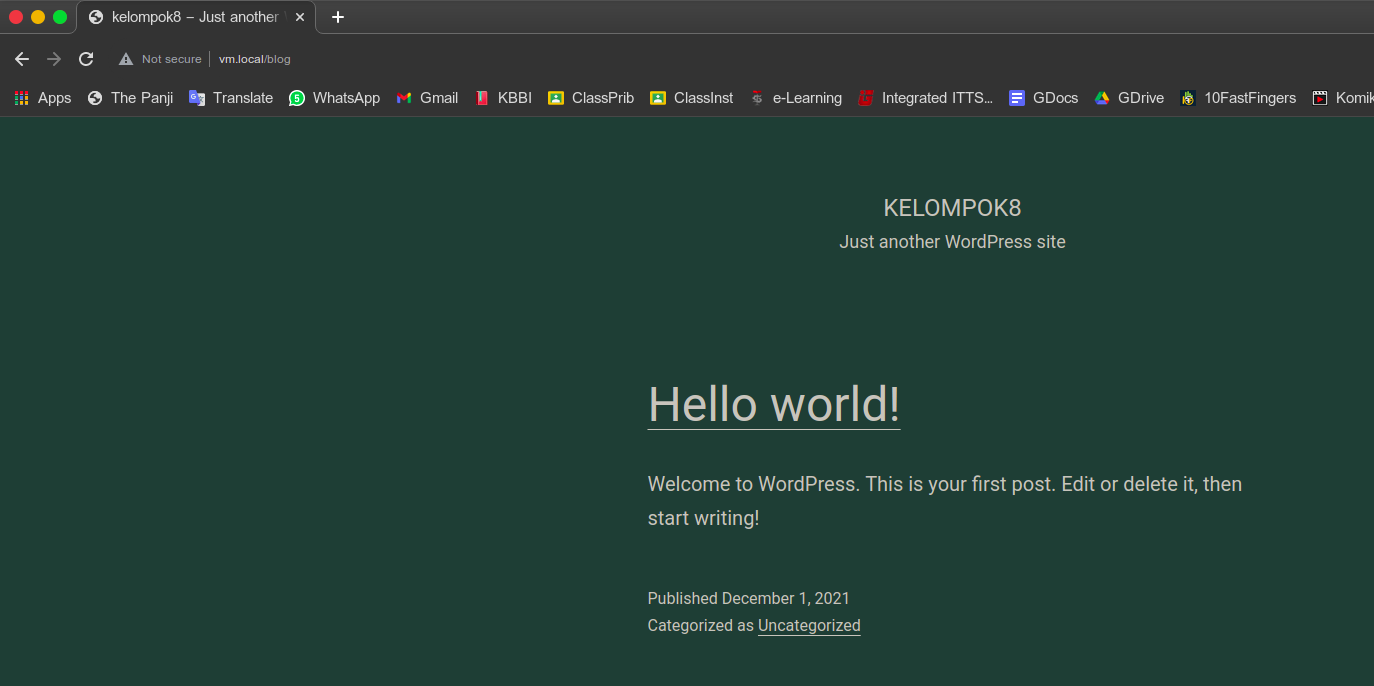 kelompok8 – Just another
Not secure vm.local/blog
Apps The Panji Translate WhatsApp Gmail KBBI ClassPrib ClassInst e-Learning Integrated ITTS... GDocs GDrive 10FastFingers Komik
KELOMPOK8
Just another WordPress site
Hello world!
Welcome to WordPress. This is your first post. Edit or delete it, then
start writing!
Published December 1, 2021
Categorized as Uncategorized